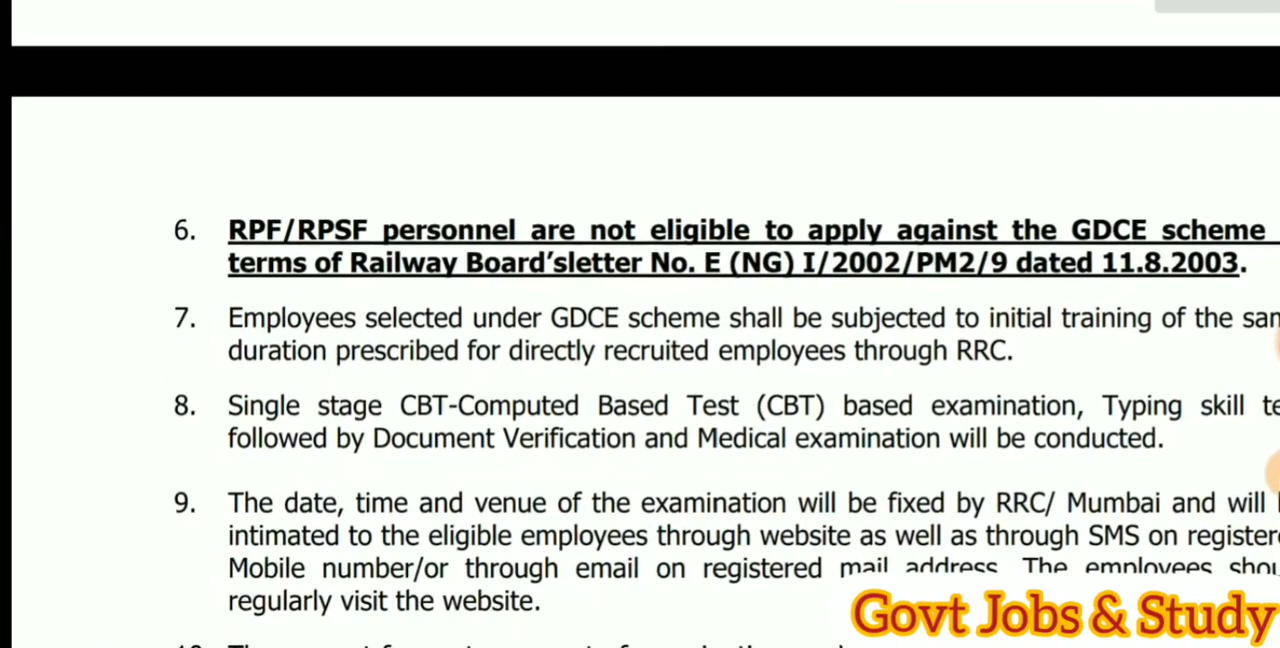 6. RPF/RPSF personnel are not eligible to apply against the GDCE scheme
terms of Railway Board'sletter No. E (NG) I/2002/PM2/9 dated 11.8.2003.
7. Employees selected under GDCE scheme shall be subjected to initial training of the
duration prescribed for directly recruited employees through RRC.
8. Single stage CBT-Computed Based Test (CBT) based examination, Typing skill
followed by Document Verification and Medical examination will be conducted.
9. The date, time and venue of the examination will be fixed by RRC/ Mumbai and will
intimated to the eligible employees through website as well as through SMS on
Mobile number/or through email on registered mail address. The employees
regularly visit the website.
Govt Jobs & Study